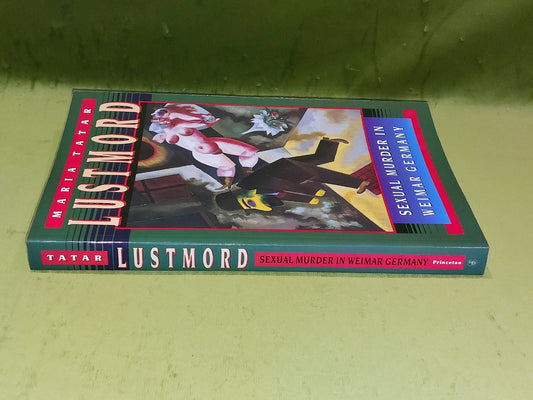 MARIA TATAR
LUSTMORD
SEXUAL MURDER IN
WEIMAR GERMANY
TATAR LUSTMORD SEXUAL MURDER IN WEIMAR GERMANY Princeton